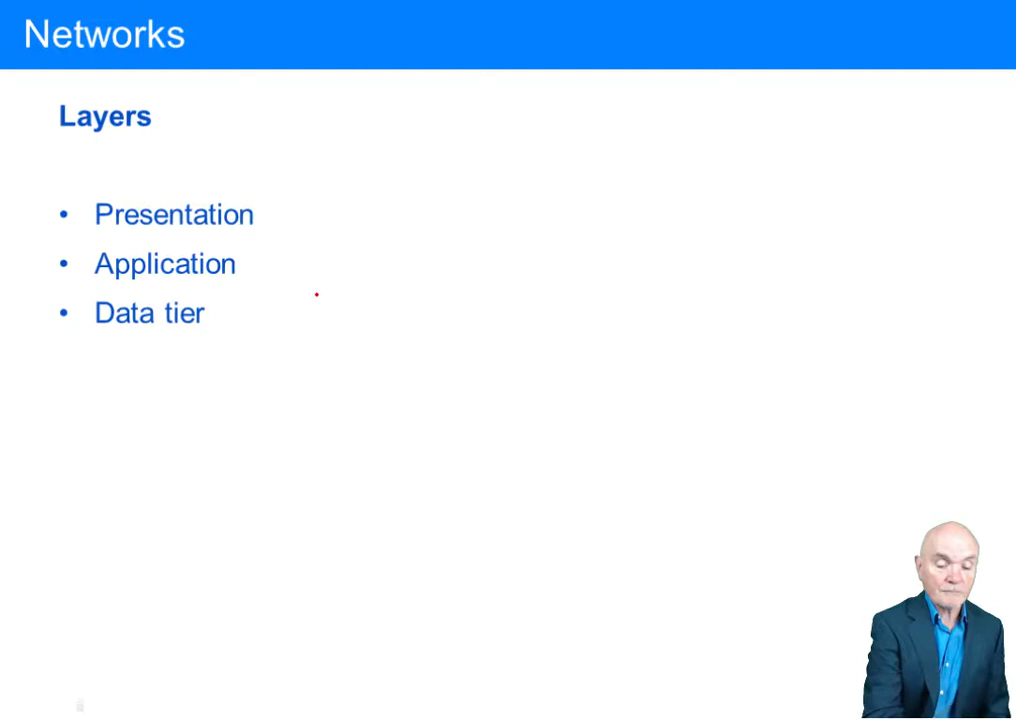 Networks
Layers
• Presentation
• Application
• Data tier